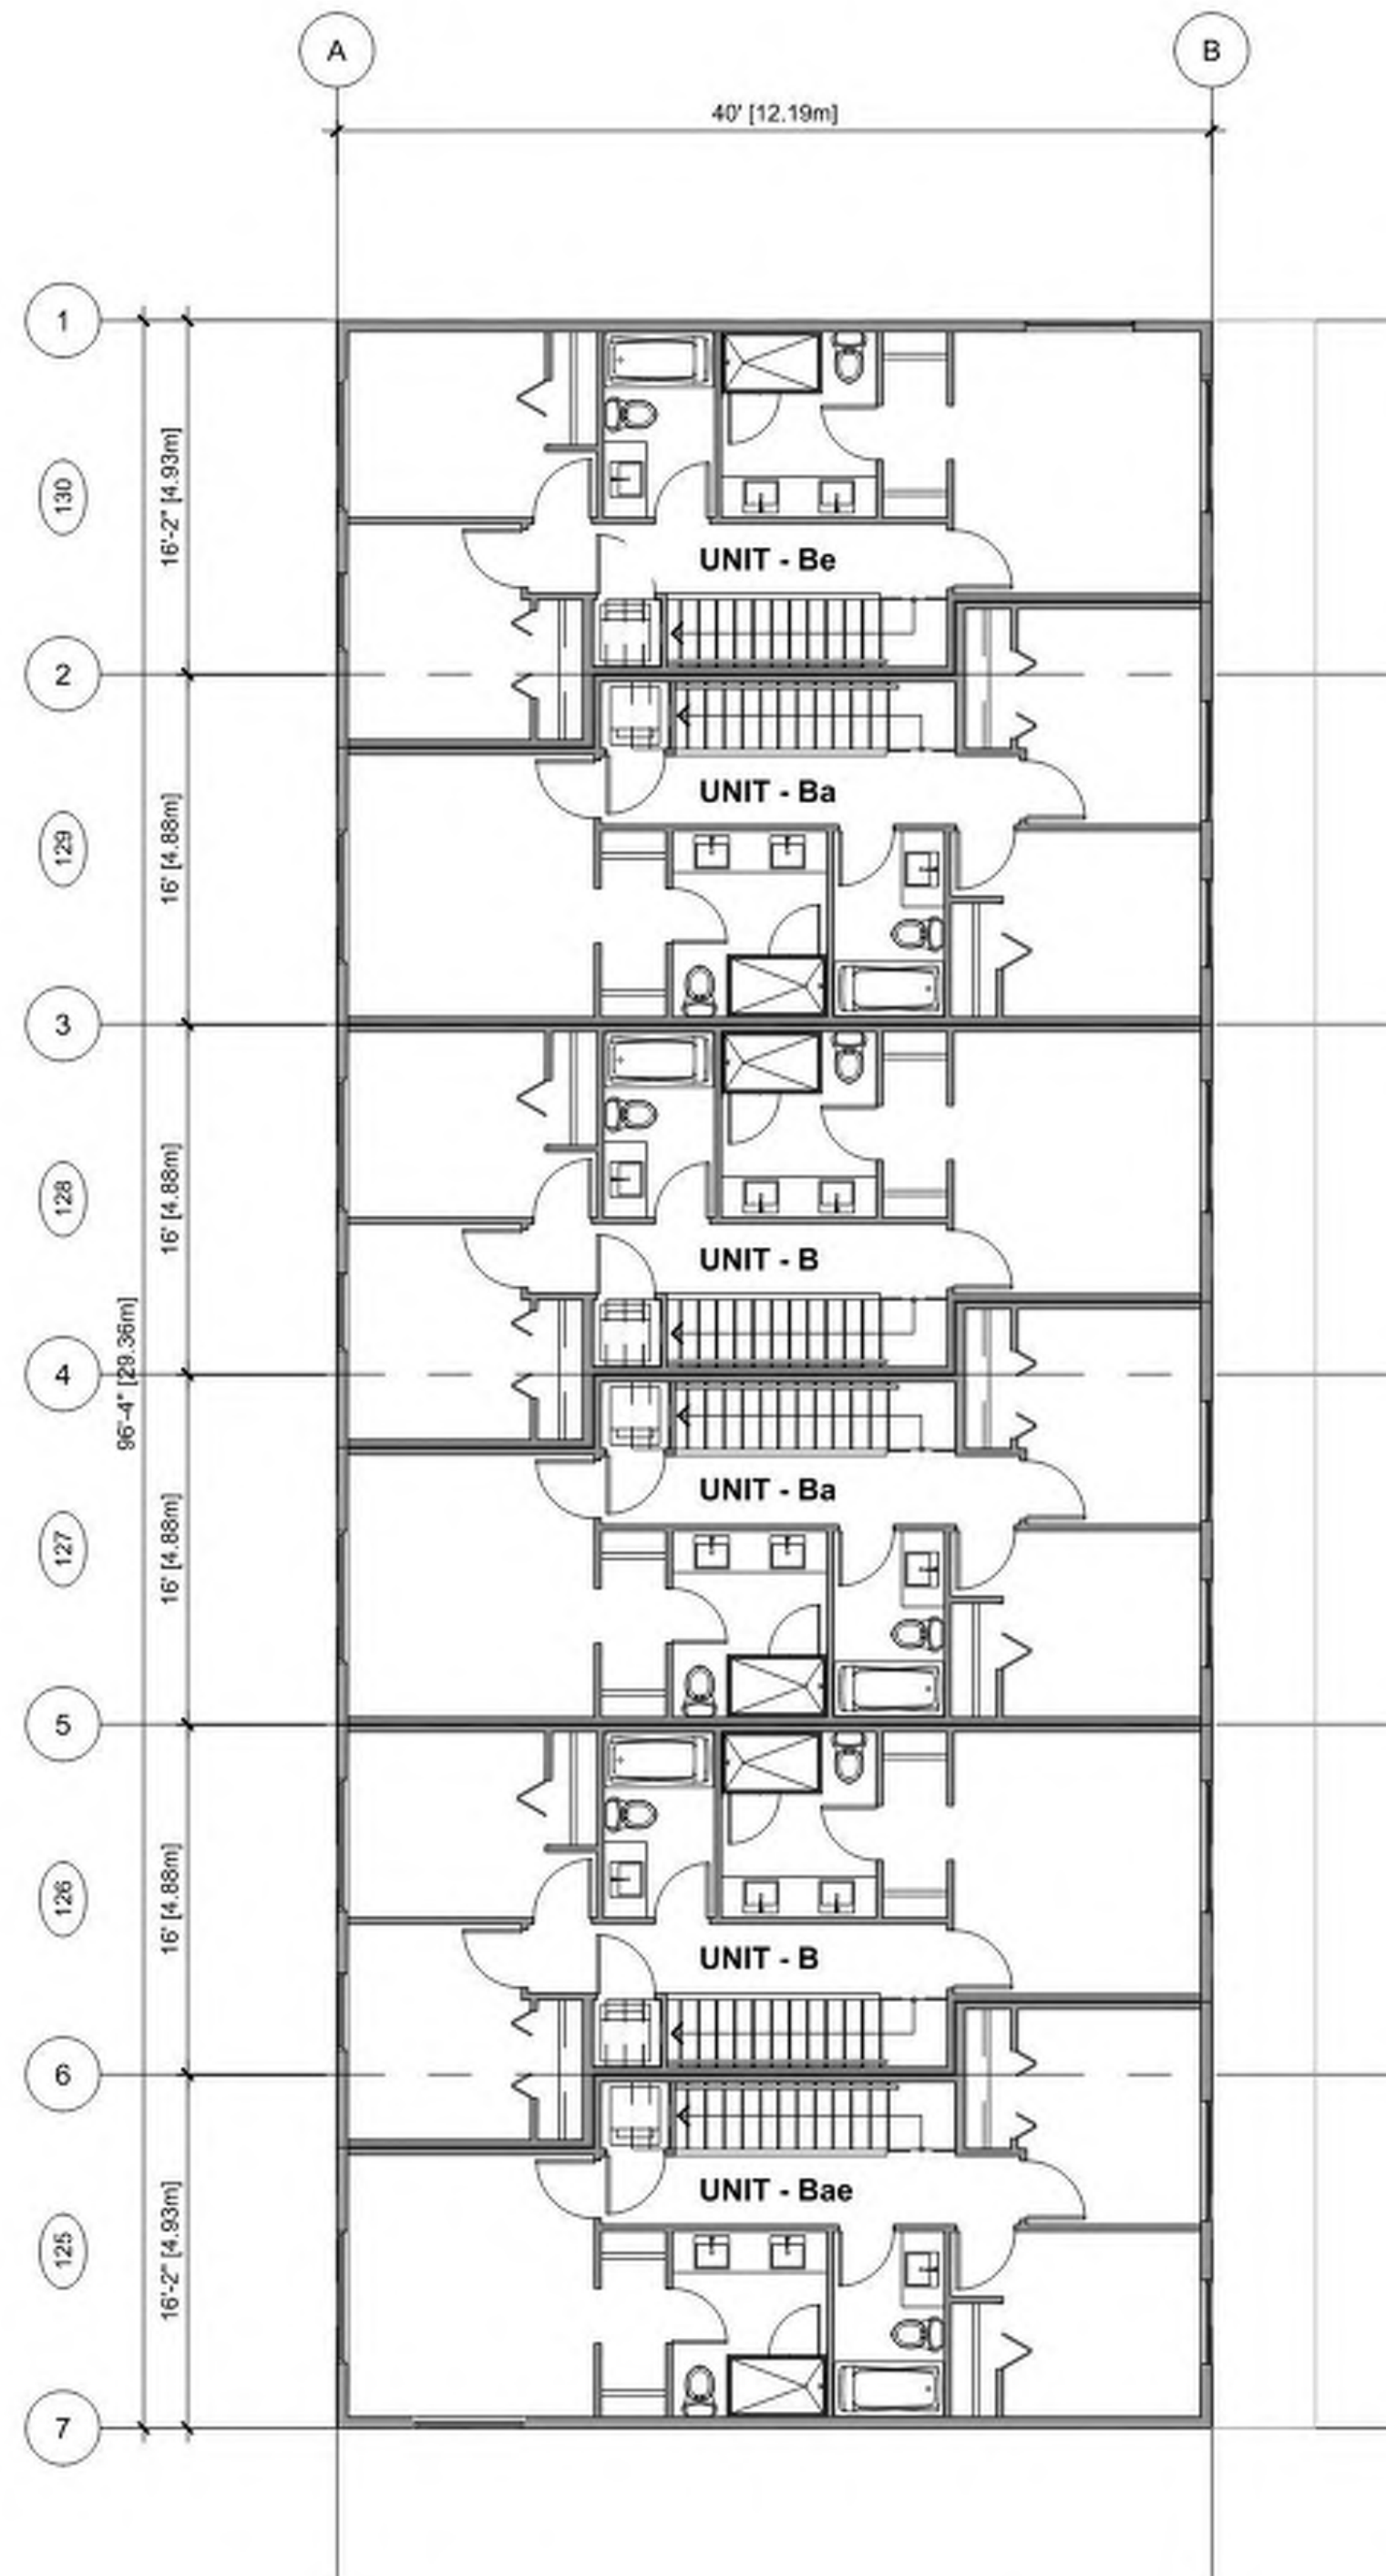 A
B
40' [12.19m]
1
130
16'-2" [4.93m]
UNIT - Be
2
UNIT - Ba
129
16' [4.88m]
3
128
16' [4.88m]
UNIT - B
96'-4" [29.36m]
4
UNIT - Ba
127
16' [4.88m]
5
126
16' [4.88m]
UNIT - B
6
UNIT - Bae
125
16'-2" [4.93m]
7